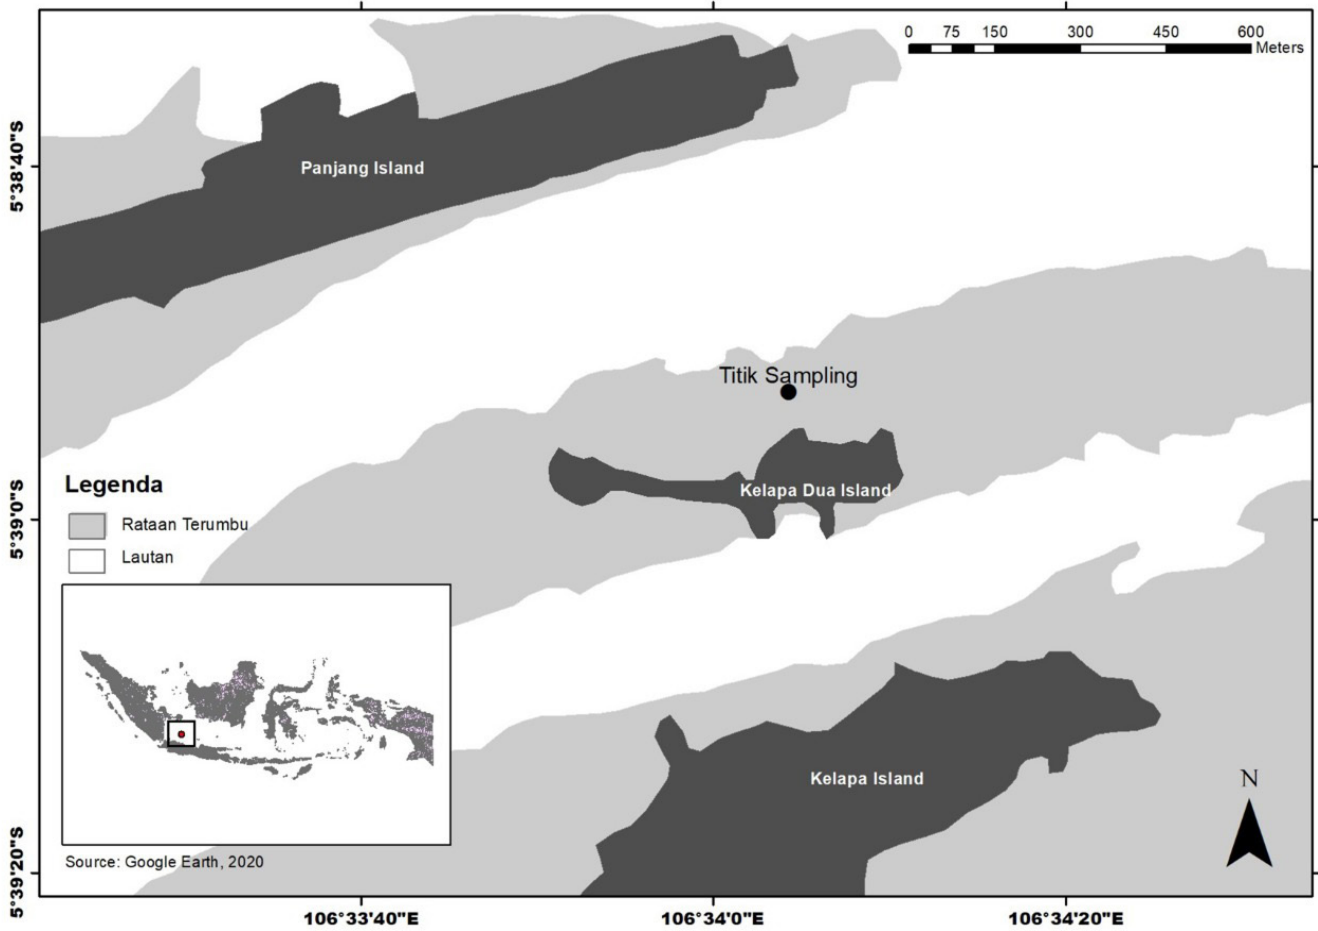 0 75 150 300 450 600
Meters
5°38'40"S
Panjang Island
Titik Sampling
Kelapa Dua Island
Legenda
Rataan Terumbu
Lautan
5°39'0"S
Kelapa Island
N
Source: Google Earth, 2020
5°39'20"S
106°33'40"E 106°34'0"E 106°34'20"E